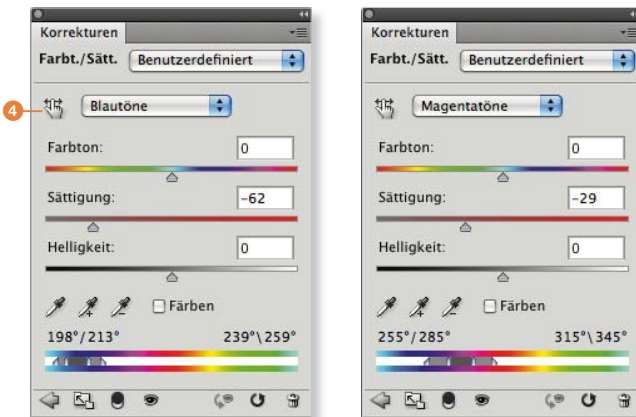 Korrekturen
Farbt./Sätt. Benutzerdefiniert
4 Blautöne
Farbton: 0
Sättigung: -62
Helligkeit: 0
Färben
198°/213° 239°\259°
Korrekturen
Farbt./Sätt. Benutzerdefiniert
Magentatöne
Farbton: 0
Sättigung: -29
Helligkeit: 0
Färben
255°/285° 315°\345°